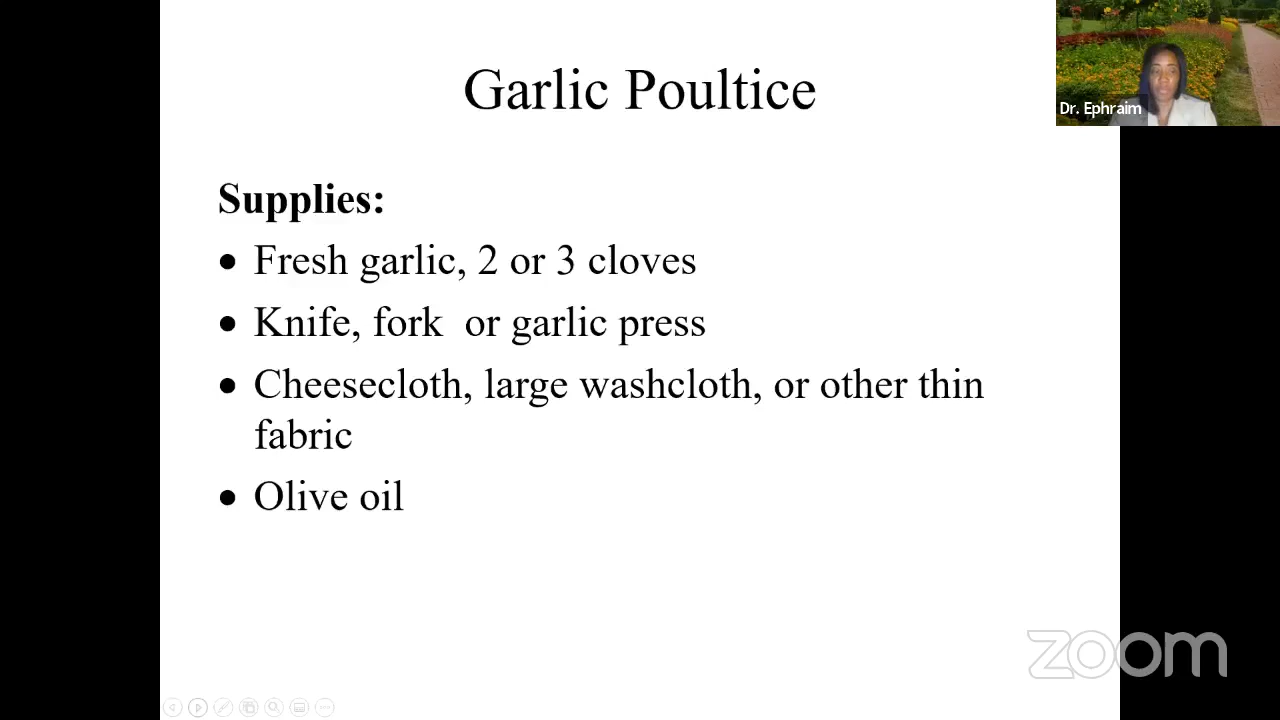 Garlic Poultice
Dr. Ephraim
Supplies:
• Fresh garlic, 2 or 3 cloves
• Knife, fork  or garlic press
• Cheesecloth, large washcloth, or other thin
fabric
• Olive oil
zoom